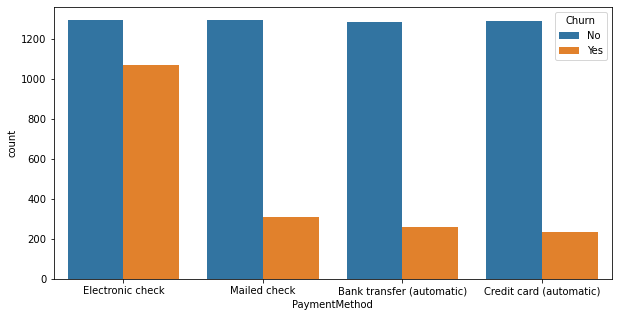 Churn
No
Yes
1200
1000
800
600
400
200
0
count
Electronic check
Mailed check
Bank transfer (automatic)
Credit card (automatic)
PaymentMethod